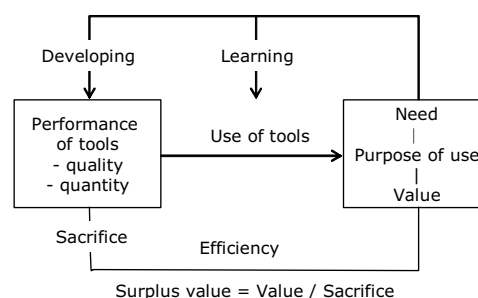 Developing
Learning
Performance
of tools
- quality
- quantity
Use of tools
Need
Purpose of use
Value
Sacrifice
Efficiency
Surplus value = Value / Sacrifice